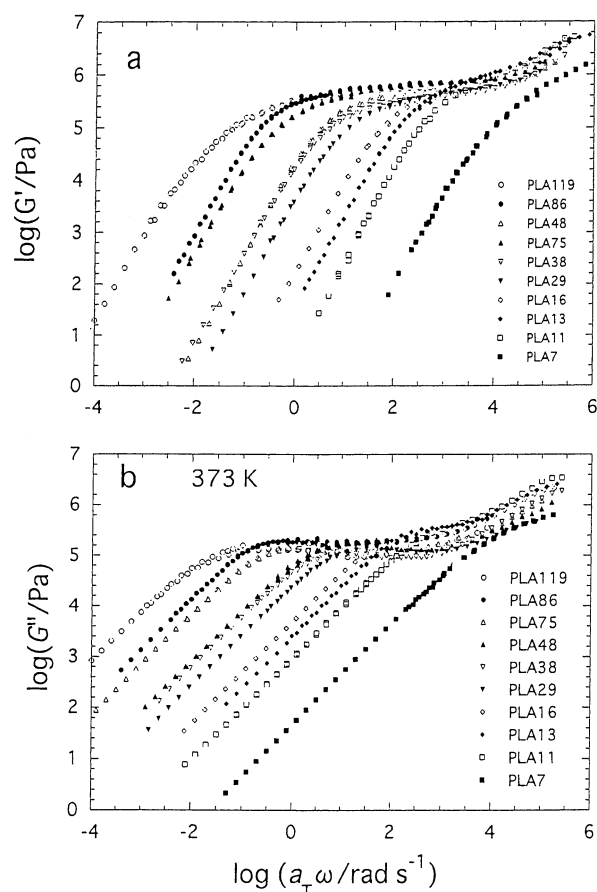 7
a
6
5
4
3
2
1
0
log(G'/Pa)
PLA119
PLA86
PLA48
PLA75
PLA38
PLA29
PLA16
PLA13
PLA11
PLA7
-4 -2 0 2 4 6
7
b 373 K
6
5
4
3
2
1
0
log(G"/Pa)
PLA119
PLA86
PLA75
PLA48
PLA38
PLA29
PLA16
PLA13
PLA11
PLA7
-4 -2 0 2 4 6
log (aTω/rad s-1)